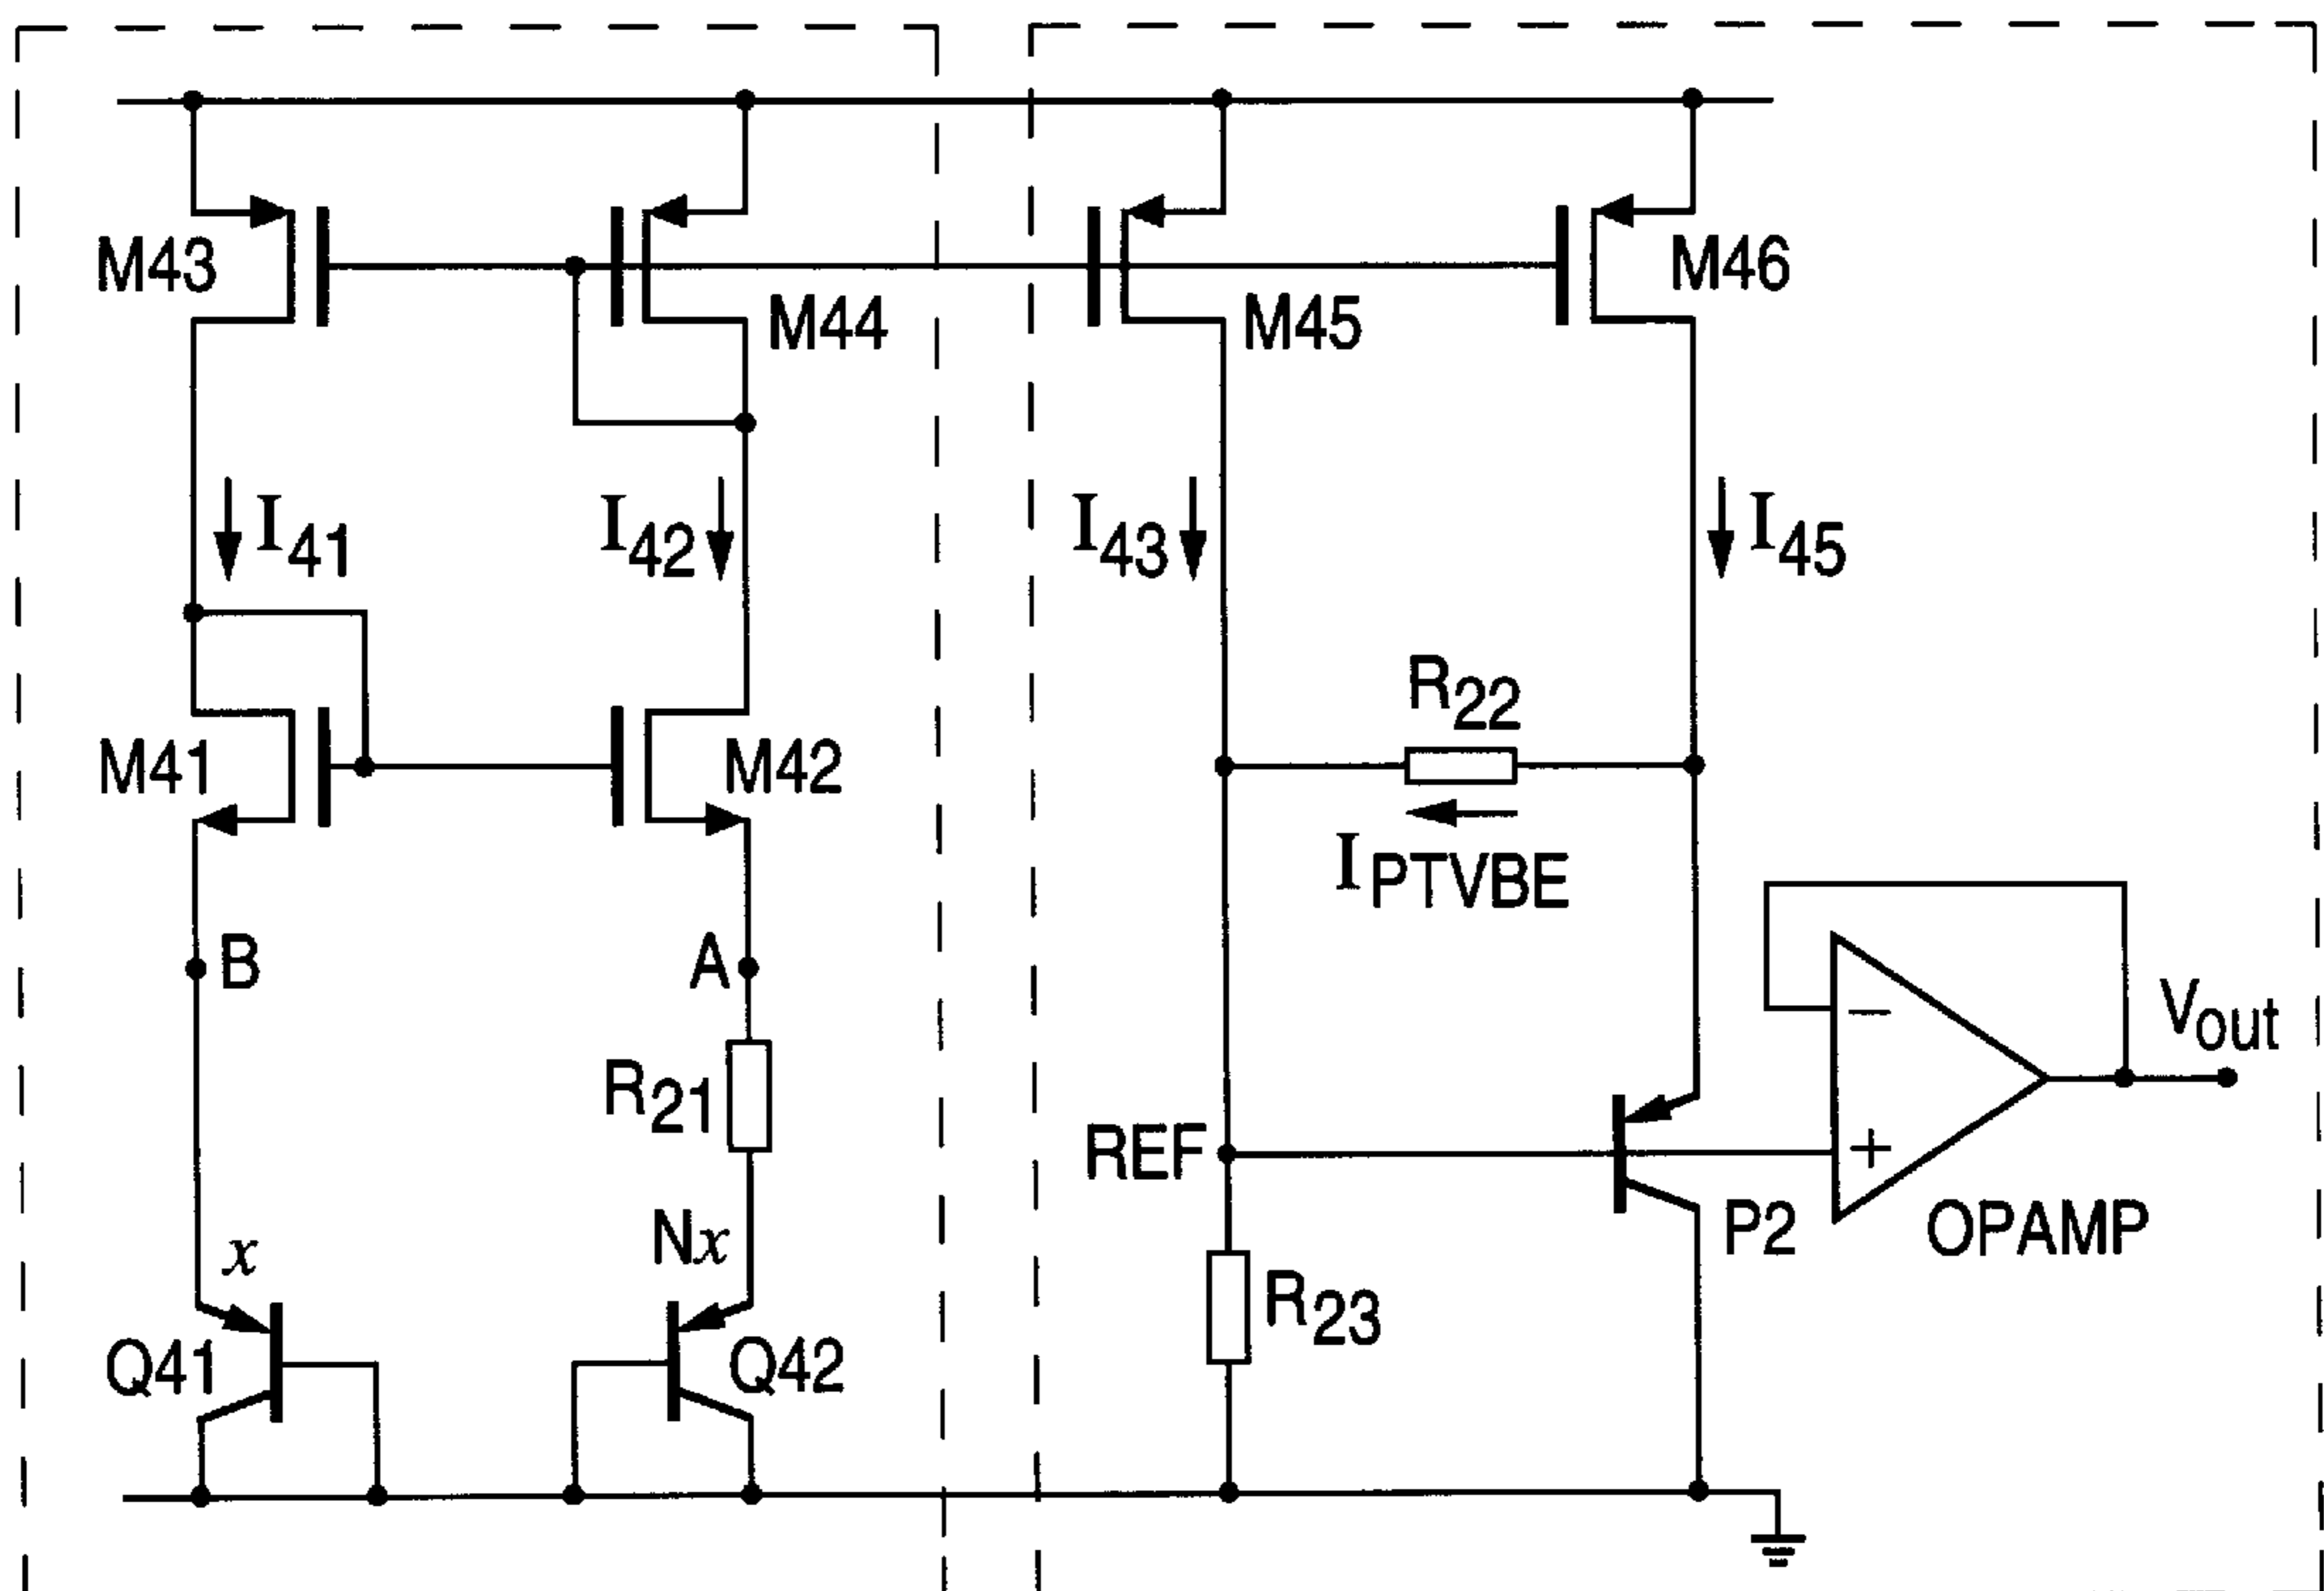 M43
M44
M45
M46
I41
I42
I43
I45
R22
M41
M42
IPTVBE
B
A
Vout
R21
REF
−
+
x
Nx
P2
OPAMP
R23
Q41
Q42